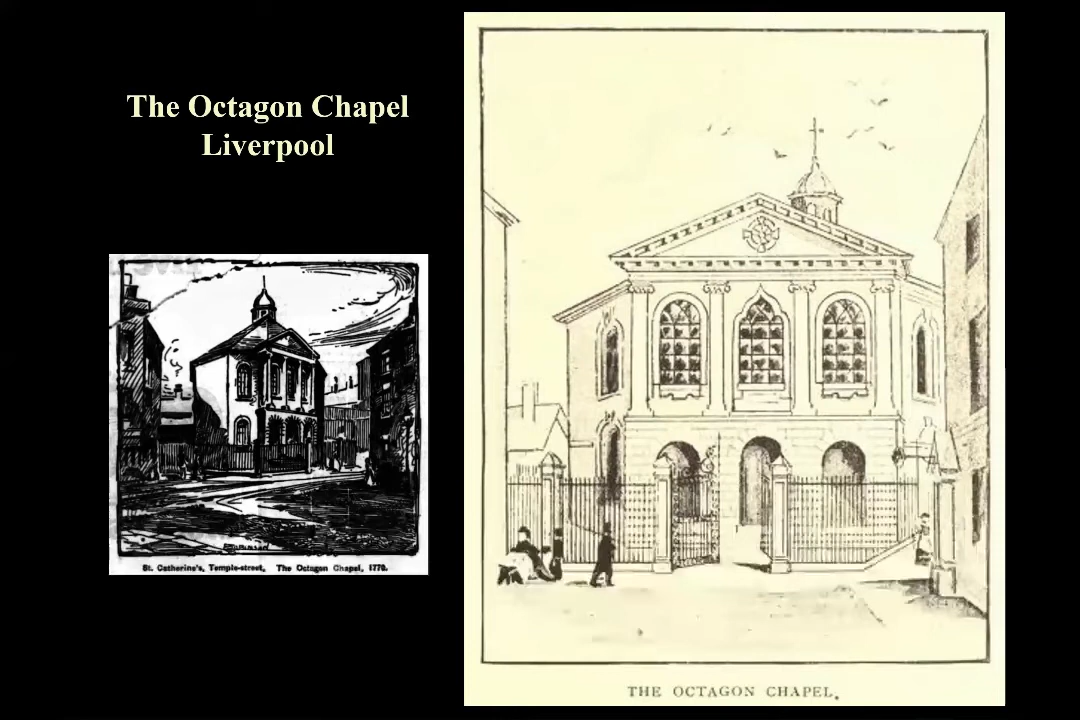 The Octagon Chapel
Liverpool
St. Catherine's, Temple-street. The Octagon Chapel, 1770.
THE OCTAGON CHAPEL.